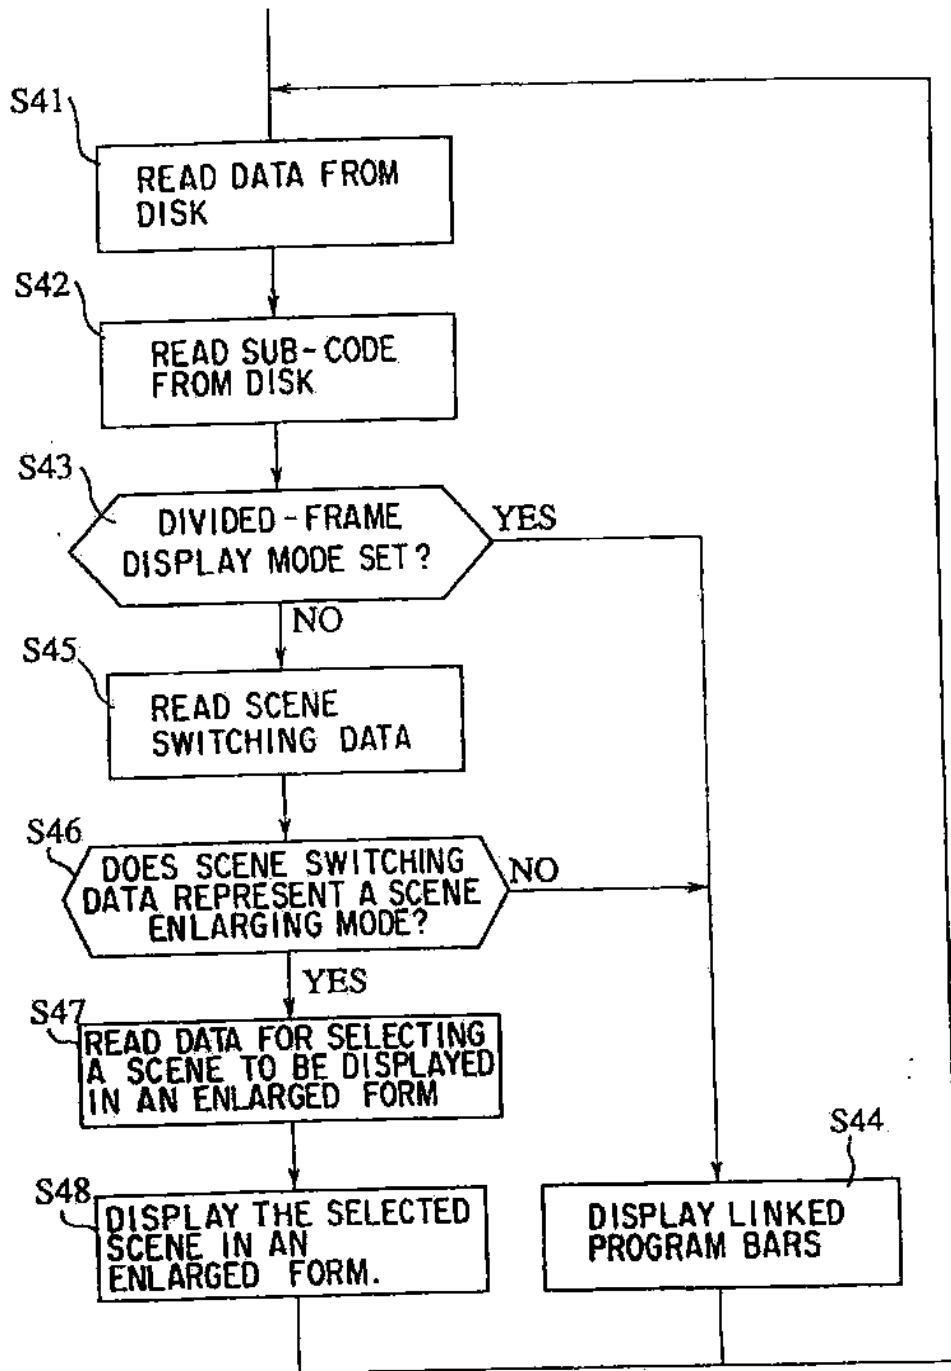 S41
READ DATA FROM
DISK
S42
READ SUB-CODE
FROM DISK
S43
DIVIDED-FRAME
DISPLAY MODE SET?
YES
NO
S45
READ SCENE
SWITCHING DATA
S46
DOES SCENE SWITCHING
DATA REPRESENT A SCENE
ENLARGING MODE?
NO
YES
S47
READ DATA FOR SELECTING
A SCENE TO BE DISPLAYED
IN AN ENLARGED FORM
S44
S48
DISPLAY THE SELECTED
SCENE IN AN
ENLARGED FORM.
DISPLAY LINKED
PROGRAM BARS